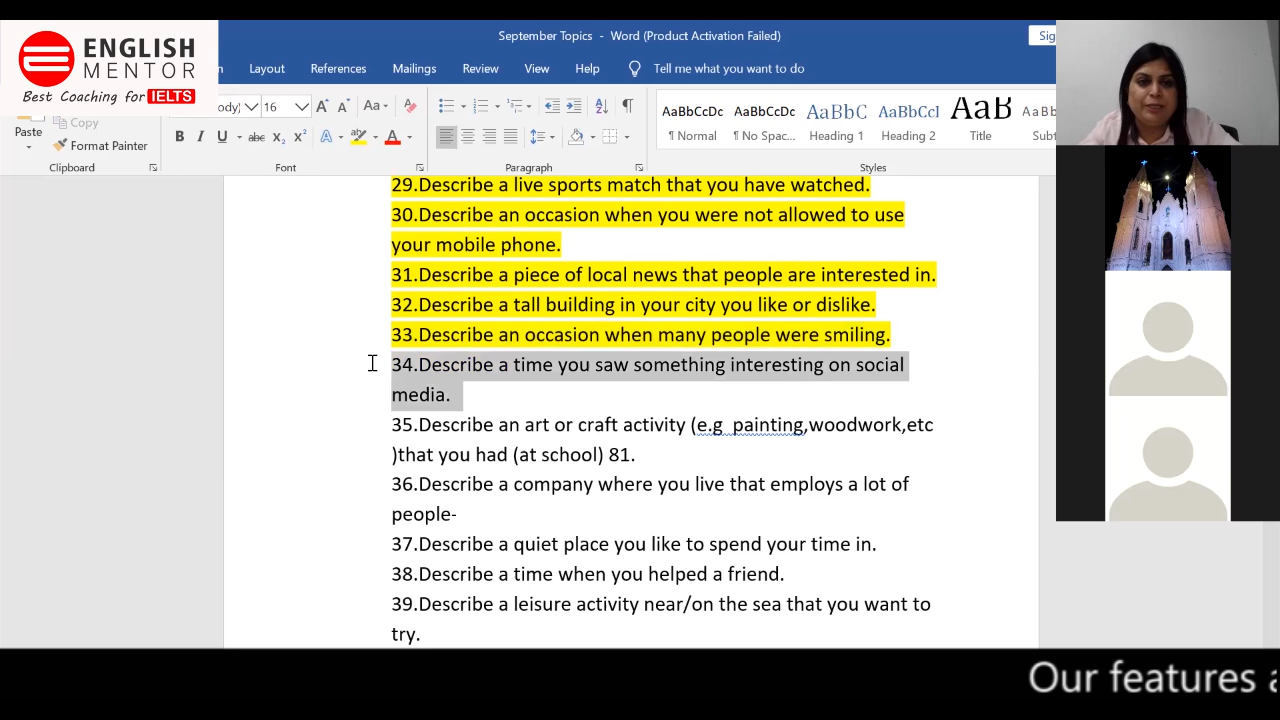 ENGLISH
MENTOR
Best Coaching for IELTS
September Topics - Word (Product Activation Failed)
Layout References Mailings Review View Help Tell me what you want to do
16
Aa
Paste
Copy
Format Painter
B I U abc X₂ X² A A
AaBbCcDc AaBbCcDc AaBbC AaBbCcI AaB
¶ Normal ¶ No Spac... Heading 1 Heading 2 Title
Clipboard Font Paragraph Styles
29.Describe a live sports match that you have watched.
30.Describe an occasion when you were not allowed to use
your mobile phone.
31.Describe a piece of local news that people are interested in.
32.Describe a tall building in your city you like or dislike.
33.Describe an occasion when many people were smiling.
34.Describe a time you saw something interesting on social
media.
35.Describe an art or craft activity (e.g painting,woodwork,etc
)that you had (at school) 81.
36.Describe a company where you live that employs a lot of
people-
37.Describe a quiet place you like to spend your time in.
38.Describe a time when you helped a friend.
39.Describe a leisure activity near/on the sea that you want to
try.
Our features